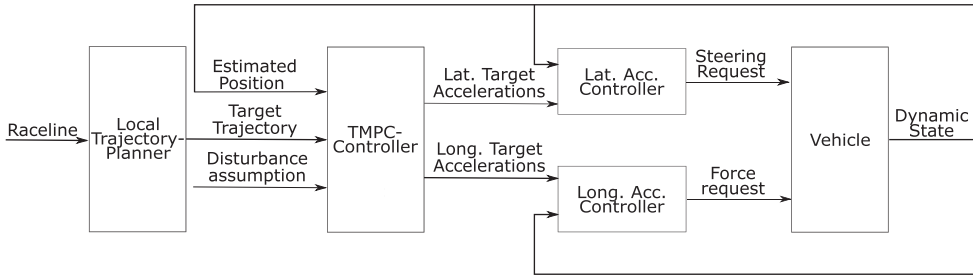 Raceline
Local
Trajectory-
Planner
Estimated
Position
Target
Trajectory
Disturbance
assumption
TMPC-
Controller
Lat. Target
Accelerations
Long. Target
Accelerations
Lat. Acc.
Controller
Long. Acc.
Controller
Steering
Request
Force
request
Vehicle
Dynamic
State